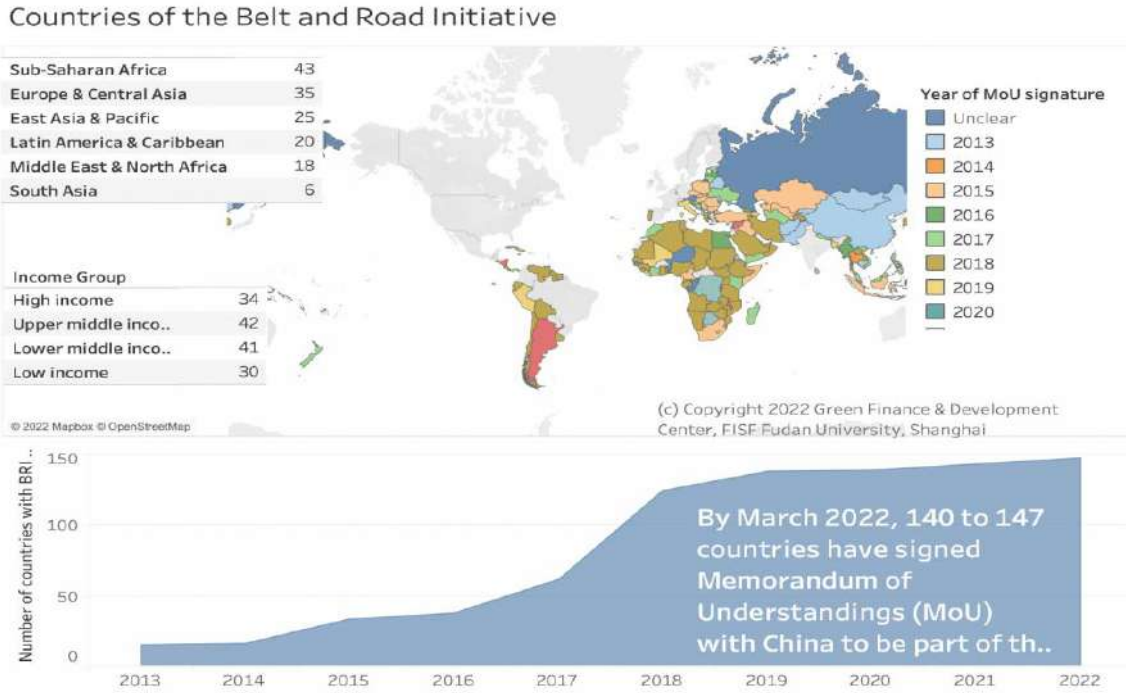 Countries of the Belt and Road Initiative
Sub-Saharan Africa 43
Europe & Central Asia 35
East Asia & Pacific 25
Latin America & Caribbean 20
Middle East & North Africa 18
South Asia 6
Income Group
High income 34
Upper middle inco.. 42
Lower middle inco.. 41
Low income 30
© 2022 Mapbox © OpenStreetMap
Year of MoU signature
Unclear
2013
2014
2015
2016
2017
2018
2019
2020
(c) Copyright 2022 Green Finance & Development
Center, FISF Fudan University, Shanghai
Number of countries with BRI..
150
100
50
0
By March 2022, 140 to 147
countries have signed
Memorandum of
Understandings (MoU)
with China to be part of th..
2013 2014 2015 2016 2017 2018 2019 2020 2021 2022